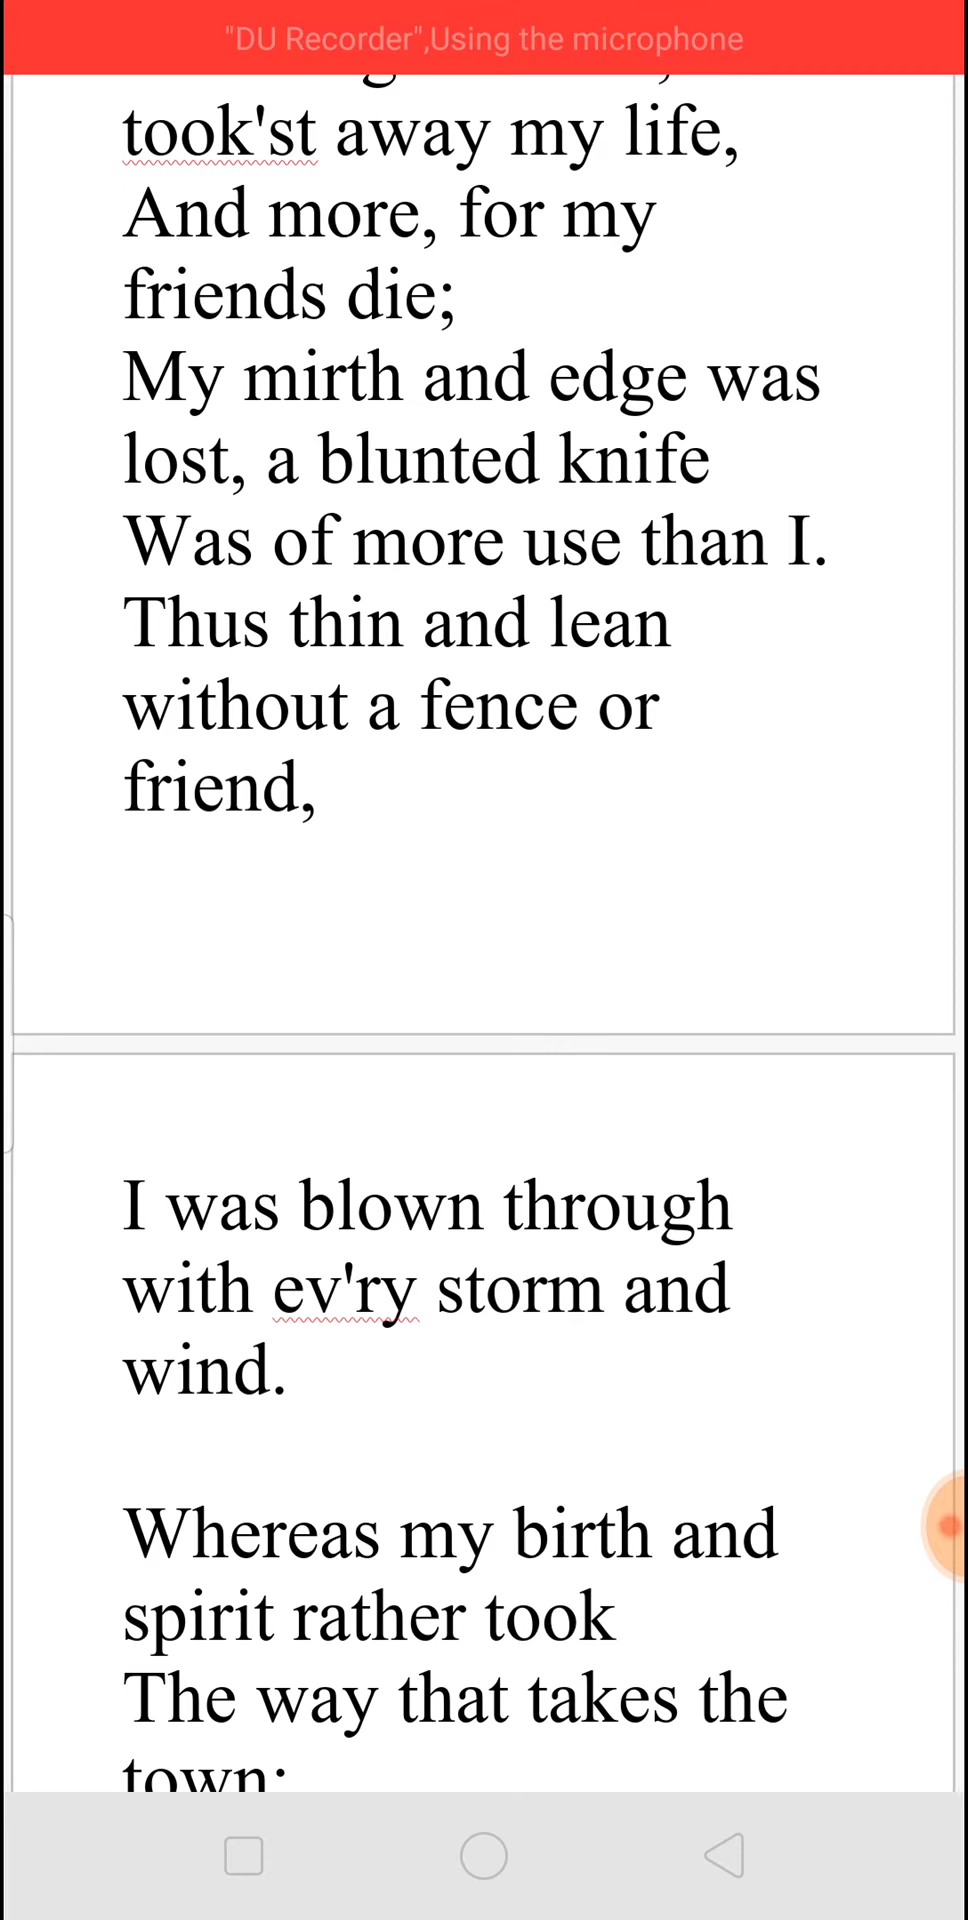 "DU Recorder",Using the microphone
took'st away my life,
And more, for my
friends die;
My mirth and edge was
lost, a blunted knife
Was of more use than I.
Thus thin and lean
without a fence or
friend,
I was blown through
with ev'ry storm and
wind.
Whereas my birth and
spirit rather took
The way that takes the
town;